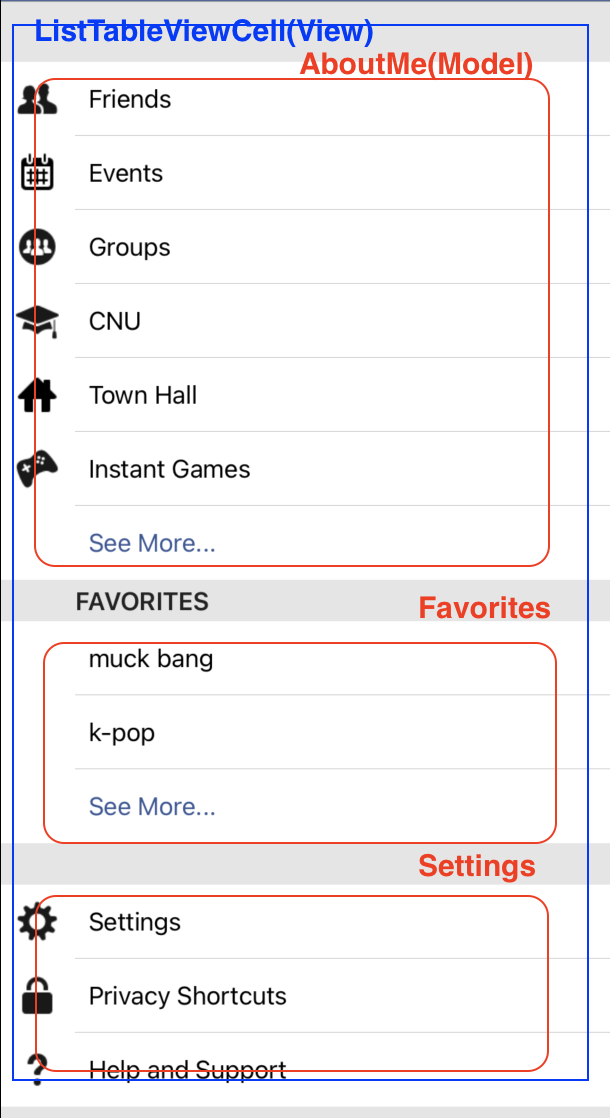 ListTableViewCell(View)
AboutMe(Model)
Friends
Events
Groups
CNU
Town Hall
Instant Games
See More...
FAVORITES
Favorites
muck bang
k-pop
See More...
Settings
Settings
Privacy Shortcuts
Help and Support